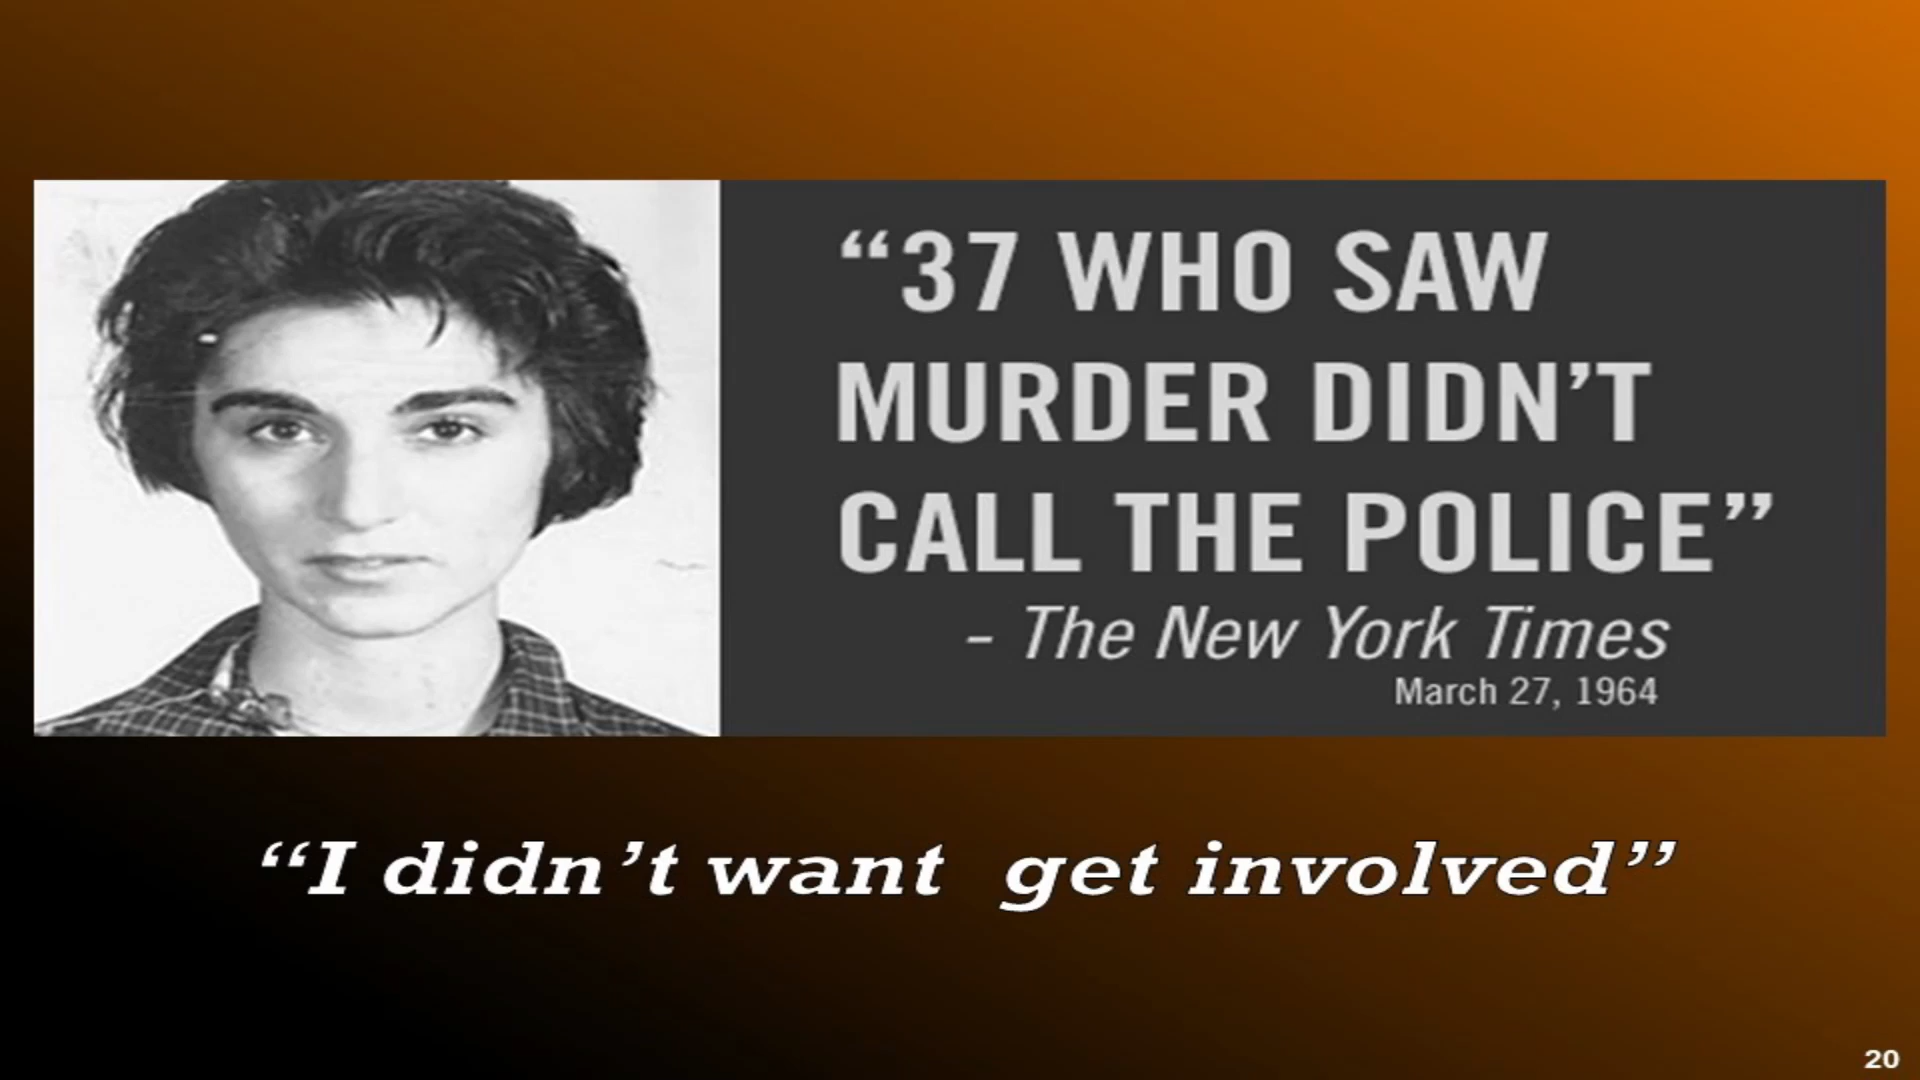 “37 WHO SAW
MURDER DIDN’T
CALL THE POLICE”
– The New York Times
March 27, 1964
“I didn’t want  get involved”
20